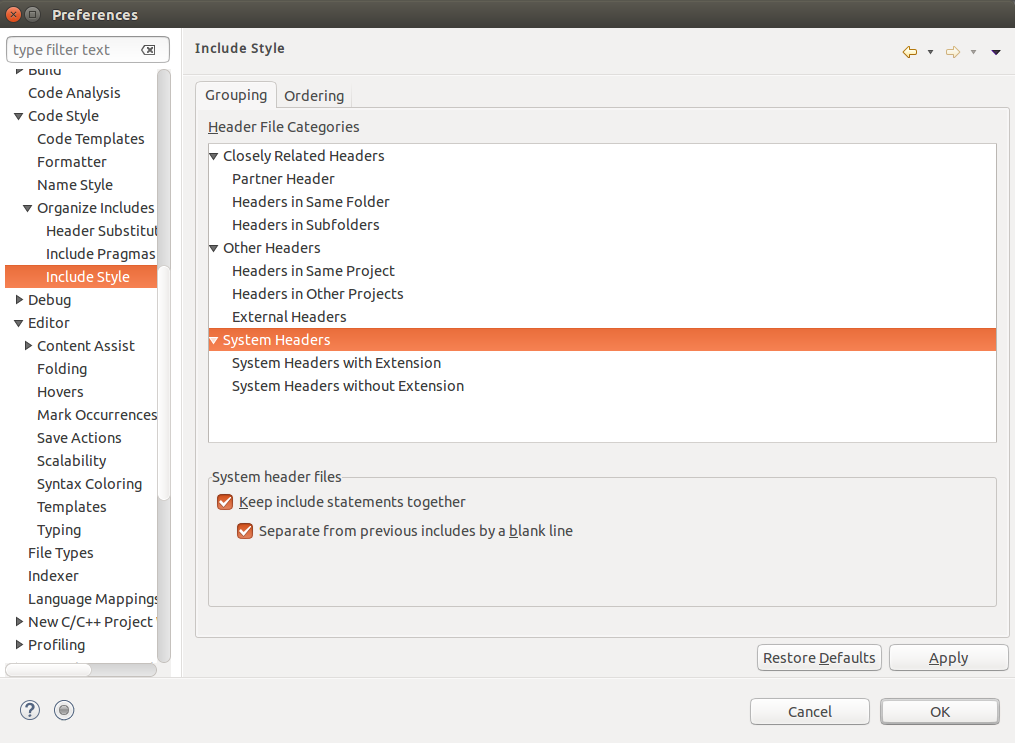 Preferences
type filter text
Build
Code Analysis
Code Style
Code Templates
Formatter
Name Style
Organize Includes
Header Substitut
Include Pragmas
Include Style
Debug
Editor
Content Assist
Folding
Hovers
Mark Occurrences
Save Actions
Scalability
Syntax Coloring
Templates
Typing
File Types
Indexer
Language Mappings
New C/C++ Project
Profiling
Include Style
Grouping
Ordering
Header File Categories
Closely Related Headers
Partner Header
Headers in Same Folder
Headers in Subfolders
Other Headers
Headers in Same Project
Headers in Other Projects
External Headers
System Headers
System Headers with Extension
System Headers without Extension
System header files
Keep include statements together
Separate from previous includes by a blank line
Restore Defaults
Apply
?
Cancel
OK